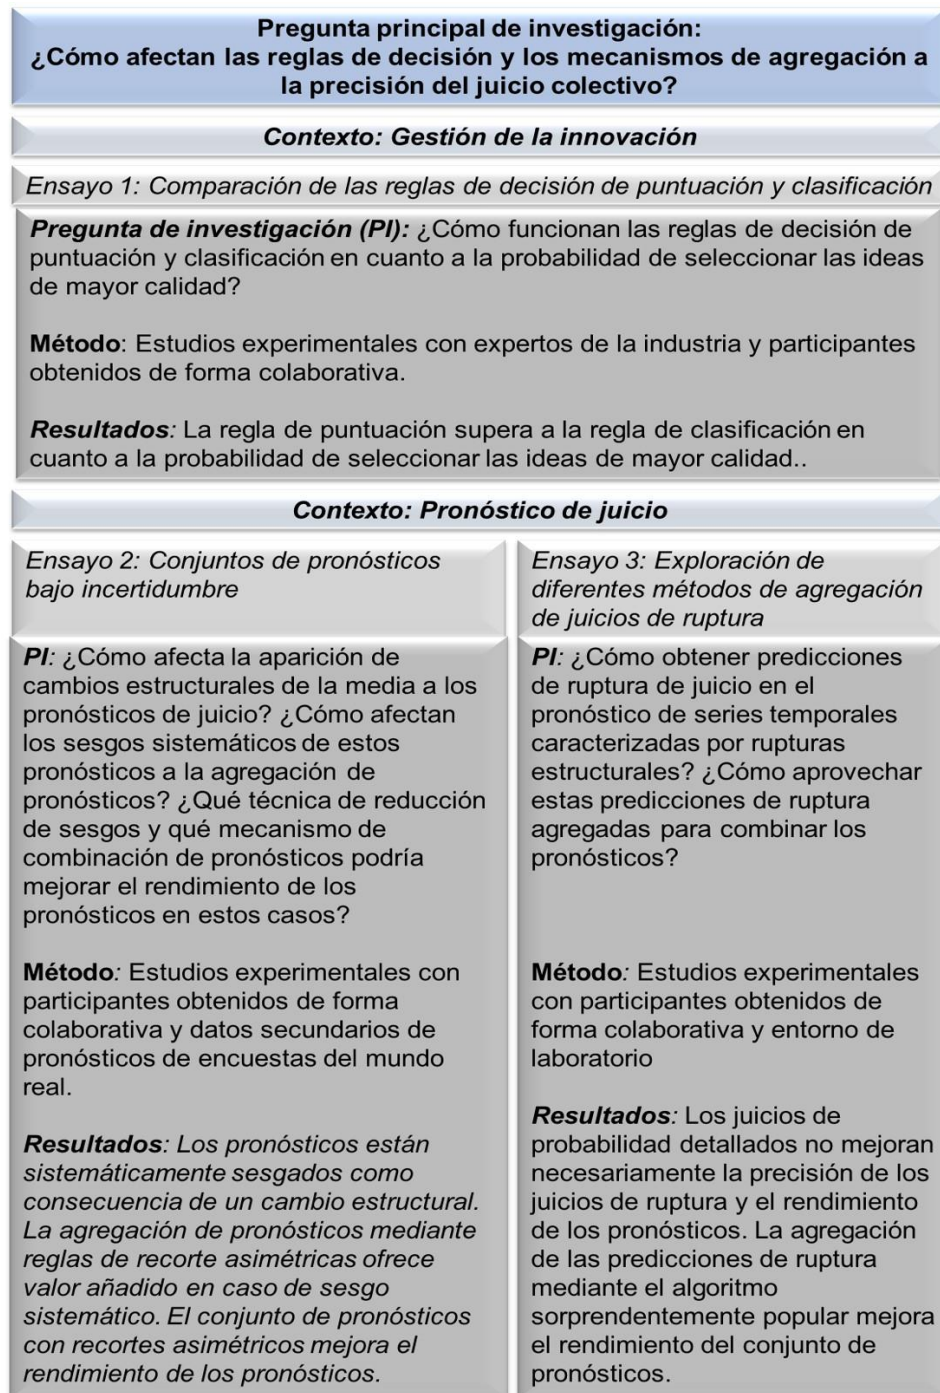 Pregunta principal de investigación:
¿Cómo afectan las reglas de decisión y los mecanismos de agregación a
la precisión del juicio colectivo?
Contexto: Gestión de la innovación
Ensayo 1: Comparación de las reglas de decisión de puntuación y clasificación
Pregunta de investigación (PI): ¿Cómo funcionan las reglas de decisión de
puntuación y clasificación en cuanto a la probabilidad de seleccionar las ideas
de mayor calidad?
Método: Estudios experimentales con expertos de la industria y participantes
obtenidos de forma colaborativa.
Resultados: La regla de puntuación supera a la regla de clasificación en
cuanto a la probabilidad de seleccionar las ideas de mayor calidad..
Contexto: Pronóstico de juicio
Ensayo 2: Conjuntos de pronósticos
bajo incertidumbre
PI: ¿Cómo afecta la aparición de
cambios estructurales de la media a los
pronósticos de juicio? ¿Cómo afectan
los sesgos sistemáticos de estos
pronósticos a la agregación de
pronósticos? ¿Qué técnica de reducción
de sesgos y qué mecanismo de
combinación de pronósticos podría
mejorar el rendimiento de los
pronósticos en estos casos?
Método: Estudios experimentales con
participantes obtenidos de forma
colaborativa y datos secundarios de
pronósticos de encuestas del mundo
real.
Resultados: Los pronósticos están
sistemáticamente sesgados como
consecuencia de un cambio estructural.
La agregación de pronósticos mediante
reglas de recorte asimétricas ofrece
valor añadido en caso de sesgo
sistemático. El conjunto de pronósticos
con recortes asimétricos mejora el
rendimiento de los pronósticos.
Ensayo 3: Exploración de
diferentes métodos de agregación
de juicios de ruptura
PI: ¿Cómo obtener predicciones
de ruptura de juicio en el
pronóstico de series temporales
caracterizadas por rupturas
estructurales? ¿Cómo aprovechar
estas predicciones de ruptura
agregadas para combinar los
pronósticos?
Método: Estudios experimentales
con participantes obtenidos de
forma colaborativa y entorno de
laboratorio
Resultados: Los juicios de
probabilidad detallados no mejoran
necesariamente la precisión de los
juicios de ruptura y el rendimiento
de los pronósticos. La agregación
de las predicciones de ruptura
mediante el algoritmo
sorprendentemente popular mejora
el rendimiento del conjunto de
pronósticos.